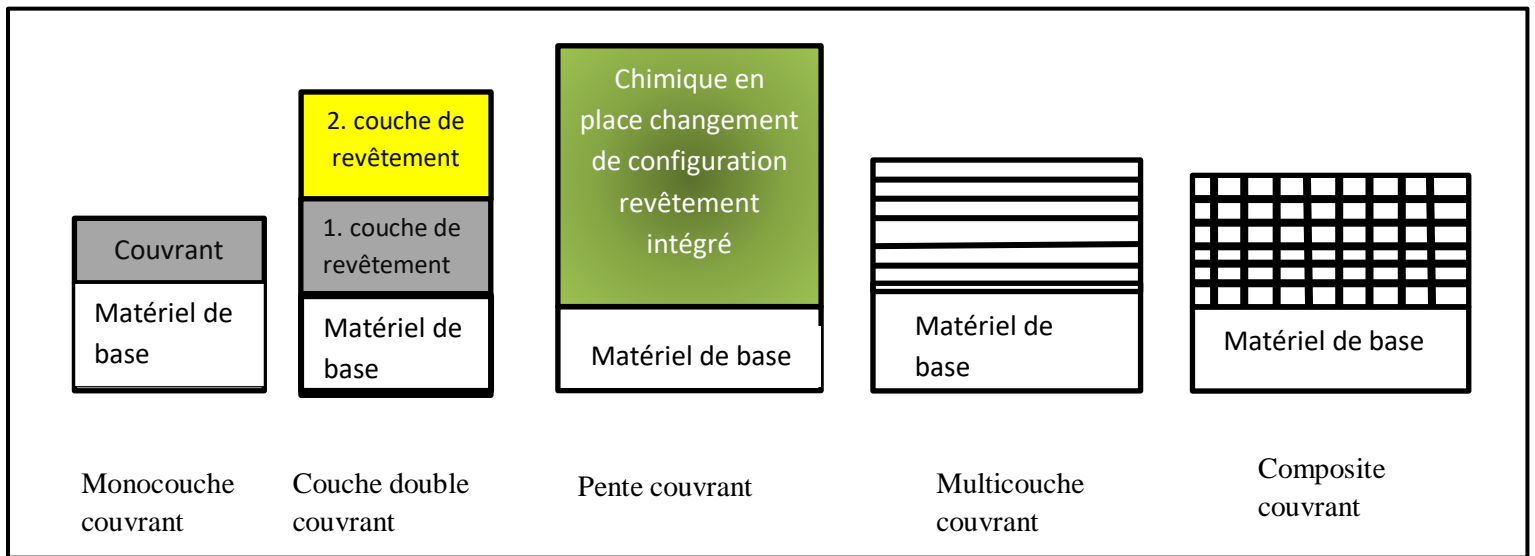 Couvrant
Matériel de
base
2. couche de
revêtement
1. couche de
revêtement
Matériel de
base
Chimique en
place changement
de configuration
revêtement
intégré
Matériel de base
Matériel de
base
Matériel de base
Monocouche
couvrant
Couche double
couvrant
Pente couvrant
Multicouche
couvrant
Composite
couvrant